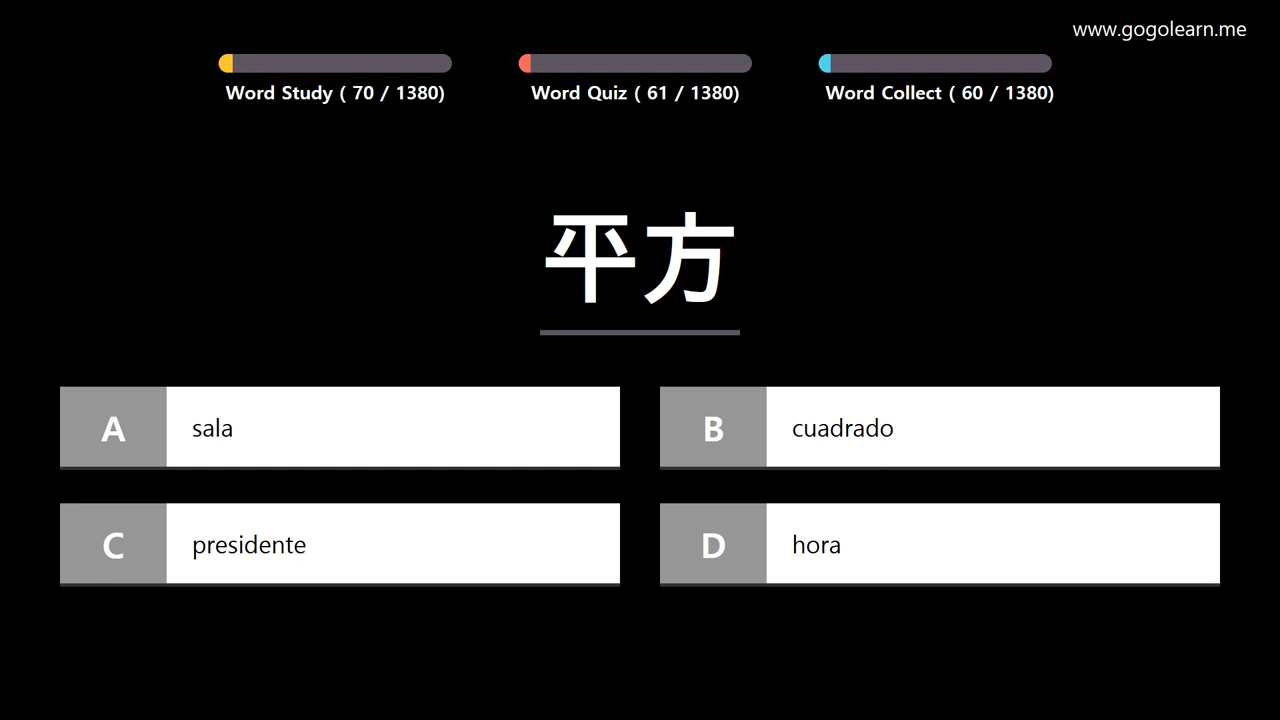 www.gogolearn.me
Word Study ( 70 / 1380)
Word Quiz ( 61 / 1380)
Word Collect ( 60 / 1380)
平方
A
sala
B
cuadrado
C
presidente
D
hora